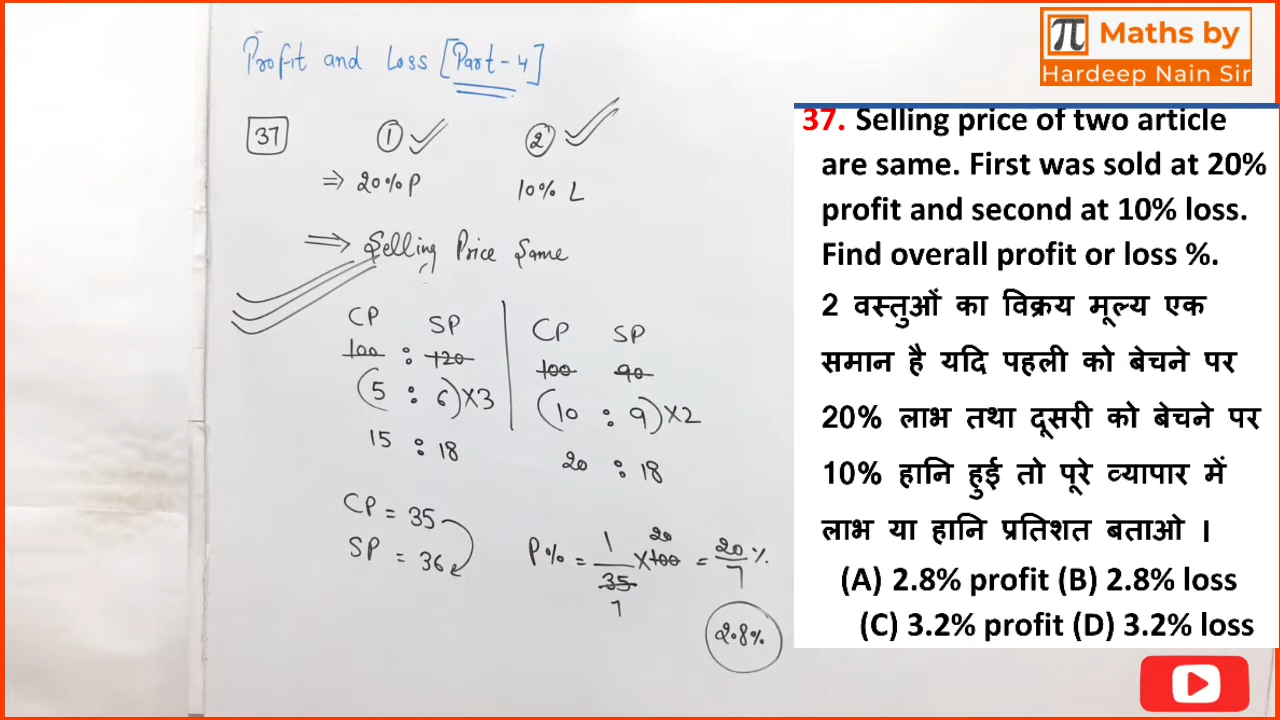 Profit and Loss [Part-4]
37 ① ②
⇒ 20%P 10% L
⇒ Selling Price Same
CP SP CP SP
100 : 120 100 90
(5 : 6)×3 (10 : 9)×2
15 : 18 20 : 18
CP = 35
SP = 36
P% = 1/35 ×100 = 20/7 %
20
7
2.8%
π Maths by
Hardeep Nain Sir
37. Selling price of two article
are same. First was sold at 20%
profit and second at 10% loss.
Find overall profit or loss %.
2 वस्तुओं का विक्रय मूल्य एक
समान है यदि पहली को बेचने पर
20% लाभ तथा दूसरी को बेचने पर
10% हानि हुई तो पूरे व्यापार में
लाभ या हानि प्रतिशत बताओ ।
(A) 2.8% profit (B) 2.8% loss
(C) 3.2% profit (D) 3.2% loss